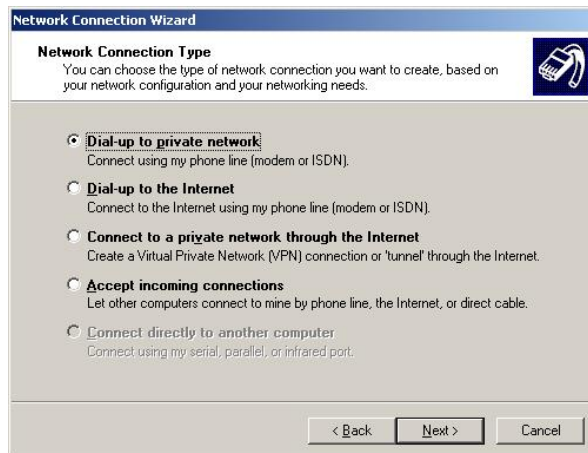 Network Connection Wizard
Network Connection Type
You can choose the type of network connection you want to create, based on
your network configuration and your networking needs.
Dial-up to private network
Connect using my phone line (modem or ISDN).
Dial-up to the Internet
Connect to the Internet using my phone line (modem or ISDN).
Connect to a private network through the Internet
Create a Virtual Private Network (VPN) connection or 'tunnel' through the Internet.
Accept incoming connections
Let other computers connect to mine by phone line, the Internet, or direct cable.
Connect directly to another computer
Connect using my serial, parallel, or infrared port.
< Back Next > Cancel